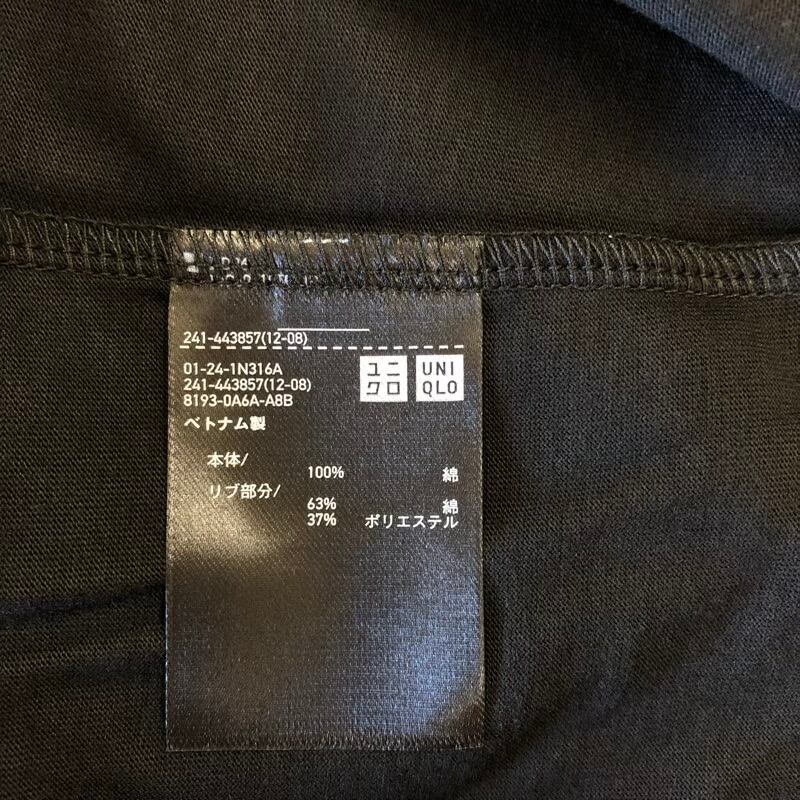 241-443857(12-08)
01-24-1N316A
241-443857(12-08)
8193-0A6A-A8B
ユニ
クロ
UNI
QLO
ベトナム製
本体/
100% 綿
リブ部分/
63% 綿
37% ポリエステル